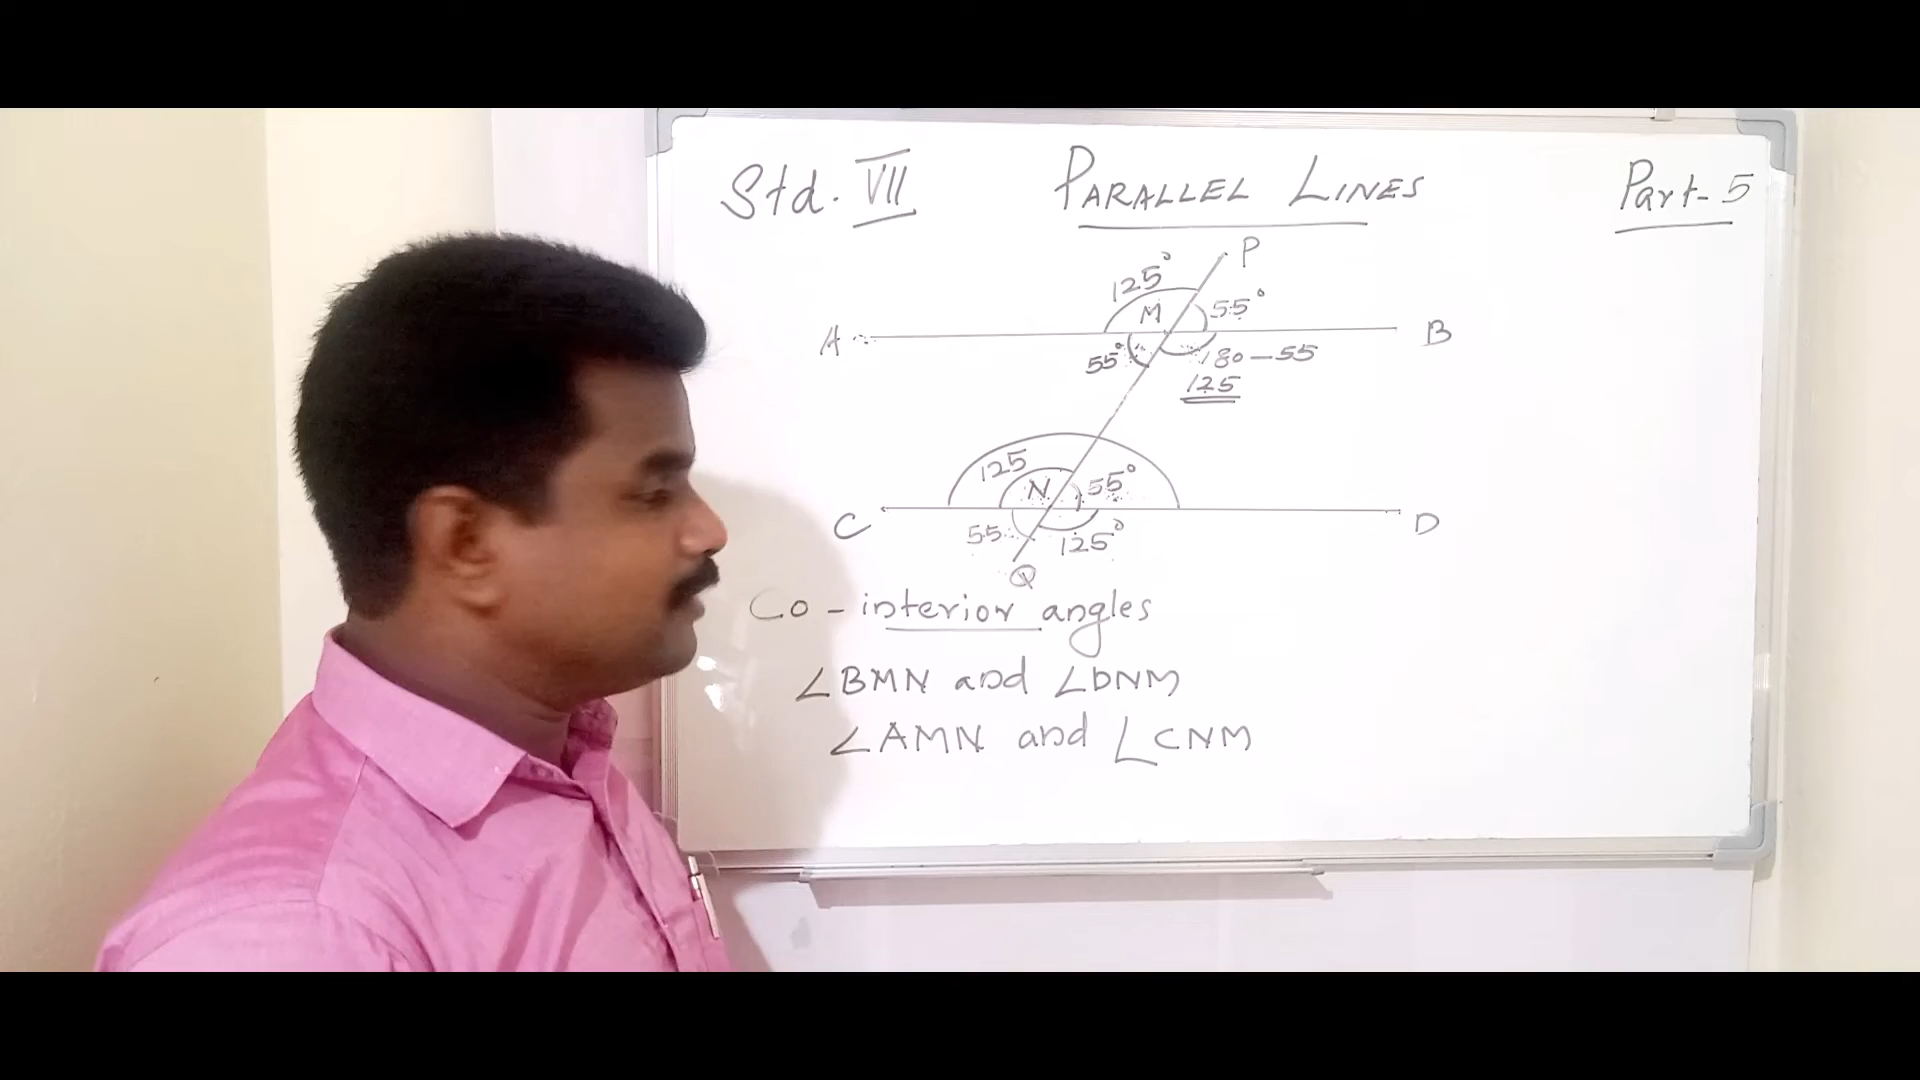 Std. VII PARALLEL LINES Part-5
P
125°
M 55°
A B
55° 180-55
125
125 N 55°
C D
55 125°
Q
Co-interior angles
∠BMN and ∠DNM
∠AMN and ∠CNM